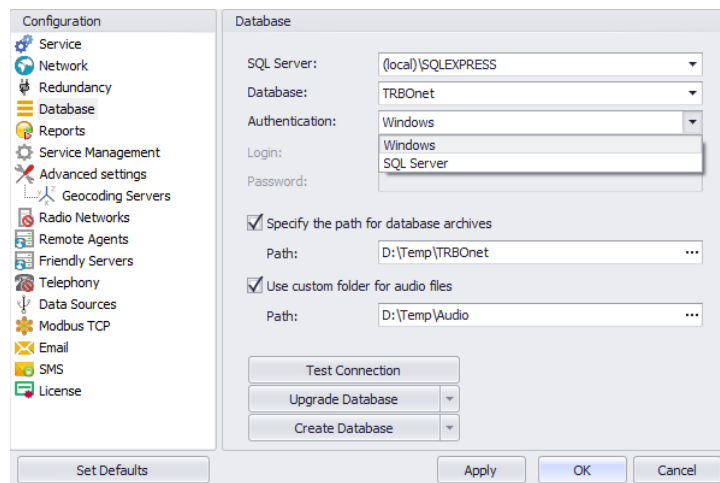 Configuration
Service
Network
Redundancy
Database
Reports
Service Management
Advanced settings
Geocoding Servers
Radio Networks
Remote Agents
Friendly Servers
Telephony
Data Sources
Modbus TCP
Email
SMS
License
Set Defaults
Database
SQL Server: (local)\SQLEXPRESS
Database: TRBOnet
Authentication: Windows
Windows
SQL Server
Login:
Password:
Specify the path for database archives
Path: D:\Temp\TRBOnet ...
Use custom folder for audio files
Path: D:\Temp\Audio ...
Test Connection
Upgrade Database
Create Database
Apply OK Cancel